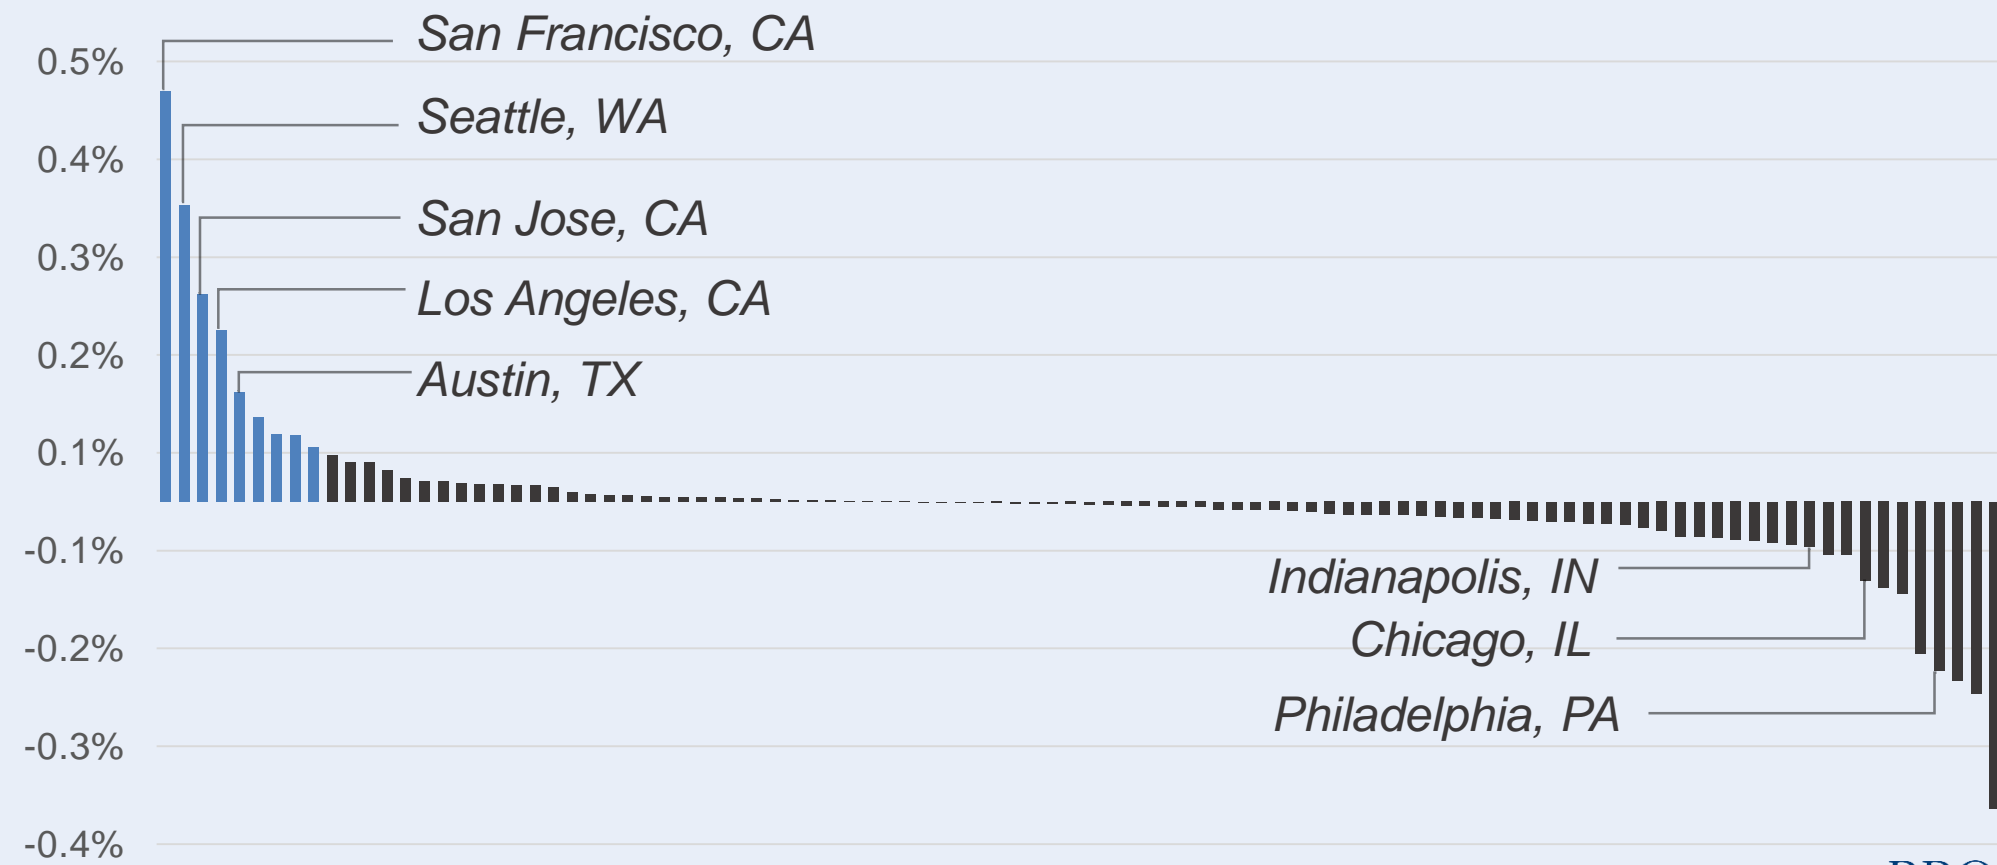 San Francisco, CA
0.5%
Seattle, WA
0.4%
San Jose, CA
0.3%
Los Angeles, CA
0.2%
Austin, TX
0.1%
-0.1%
Indianapolis, IN
Chicago, IL
-0.2%
Philadelphia, PA
-0.3%
-0.4%